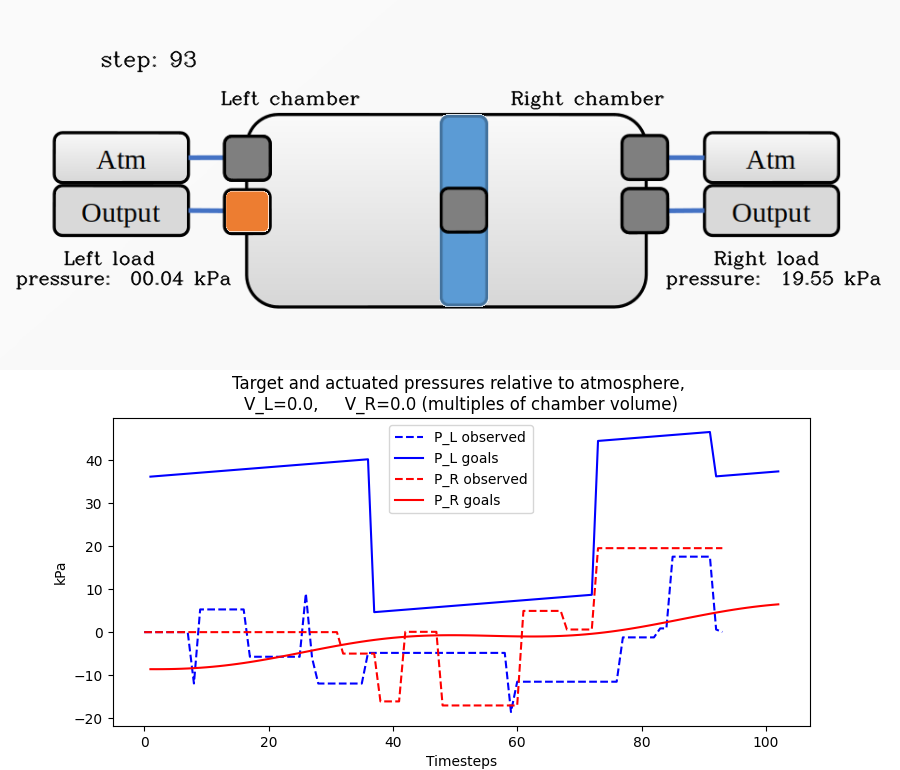 step: 93
Left chamber
Right chamber
Atm
Atm
Output
Output
Left load
pressure: 00.04 kPa
Right load
pressure: 19.55 kPa
Target and actuated pressures relative to atmosphere,
V_L=0.0, V_R=0.0 (multiples of chamber volume)
P_L observed
P_L goals
P_R observed
P_R goals
40
30
20
10
0
−10
−20
kPa
0 20 40 60 80 100
Timesteps